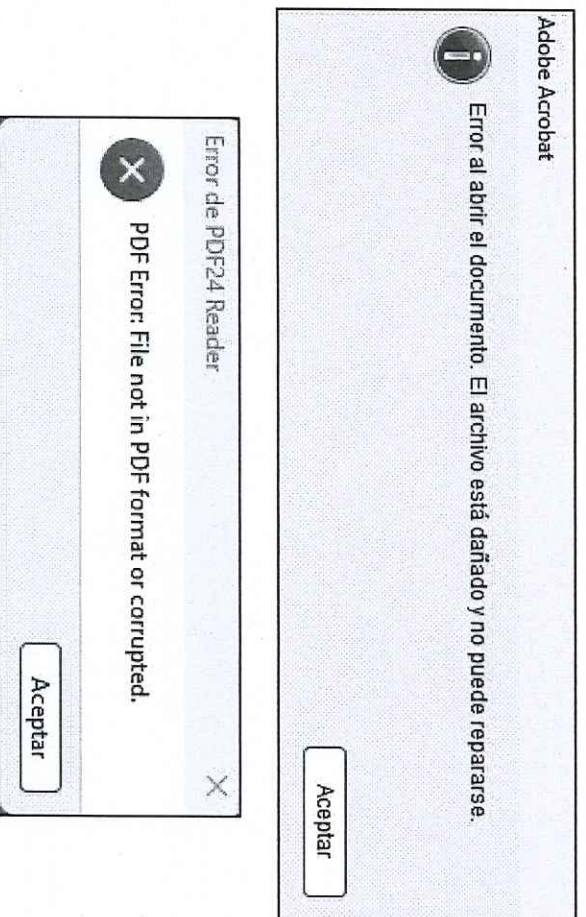 Adobe Acrobat
Error al abrir el documento. El archivo está dañado y no puede repararse.
Aceptar
Error de PDF24 Reader
PDF Error: File not in PDF format or corrupted.
Aceptar